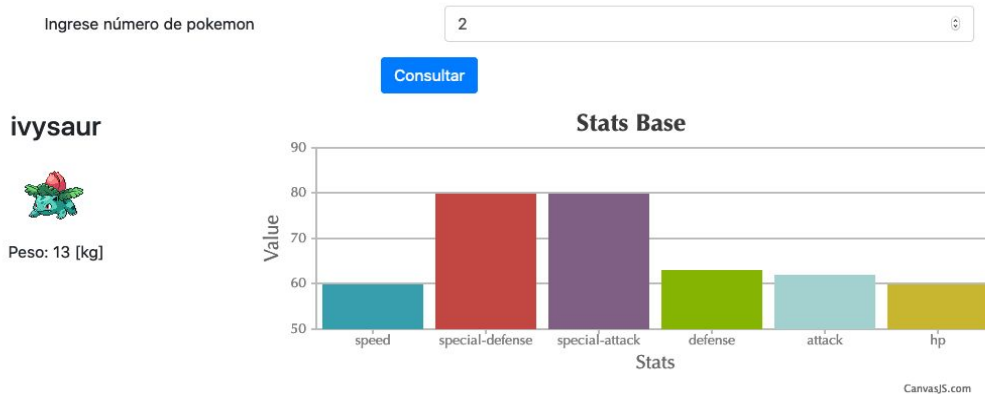 Ingrese número de pokemon
2
Consultar
ivysaur
Peso: 13 [kg]
Stats Base
90
80
70
60
50
Value
speed
special-defense
special-attack
defense
attack
hp
Stats
CanvasJS.com